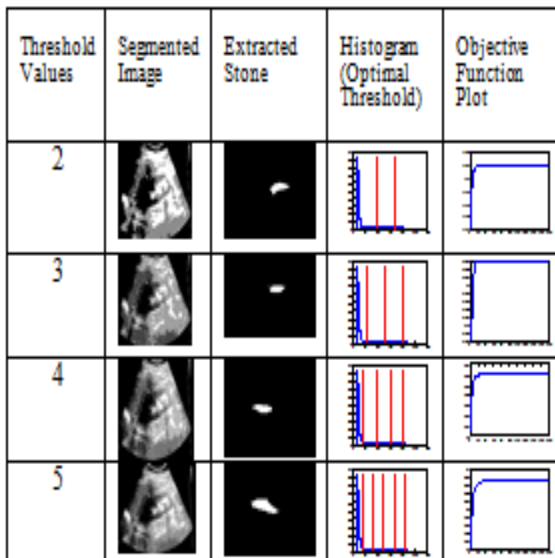 Threshold
Values
Segmented
Image
Extracted
Stone
Histogram
(Optimal
Threshold)
Objective
Function
Plot
2
3
4
5